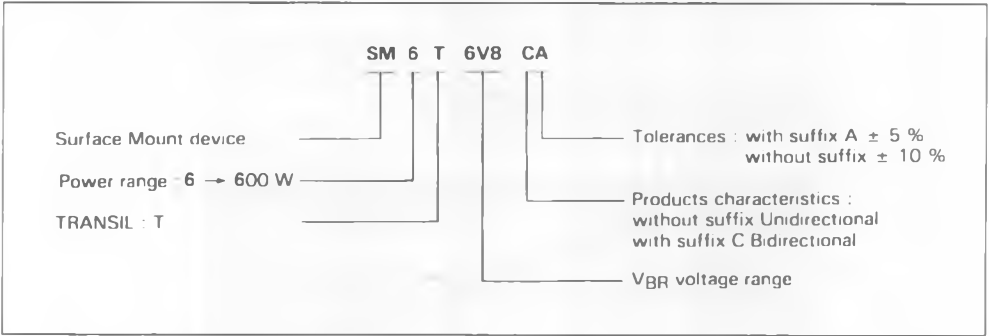 SM 6 T 6V8 CA
Surface Mount device
Power range 6 → 600 W
TRANSIL : T
Tolerances : with suffix A ± 5 %
without suffix ± 10 %
Products characteristics :
without suffix Unidirectional
with suffix C Bidirectional
VBR voltage range